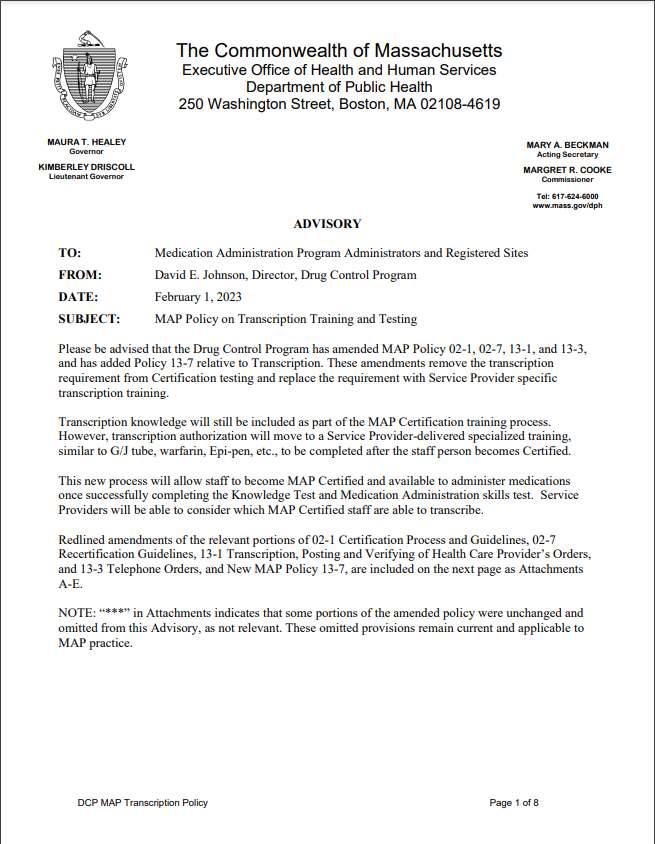 The Commonwealth of Massachusetts
Executive Office of Health and Human Services
Department of Public Health
250 Washington Street, Boston, MA 02108-4619
MAURA T. HEALEY
Governor
KIMBERLEY DRISCOLL
Lieutenant Governor
MARY A. BECKMAN
Acting Secretary
MARGRET R. COOKE
Commissioner
Tel: 617-624-6000
www.mass.gov/dph
ADVISORY
TO: Medication Administration Program Administrators and Registered Sites
FROM: David E. Johnson, Director, Drug Control Program
DATE: February 1, 2023
SUBJECT: MAP Policy on Transcription Training and Testing
Please be advised that the Drug Control Program has amended MAP Policy 02-1, 02-7, 13-1, and 13-3,
and has added Policy 13-7 relative to Transcription. These amendments remove the transcription
requirement from Certification testing and replace the requirement with Service Provider specific
transcription training.
Transcription knowledge will still be included as part of the MAP Certification training process.
However, transcription authorization will move to a Service Provider-delivered specialized training,
similar to G/J tube, warfarin, Epi-pen, etc., to be completed after the staff person becomes Certified.
This new process will allow staff to become MAP Certified and available to administer medications
once successfully completing the Knowledge Test and Medication Administration skills test. Service
Providers will be able to consider which MAP Certified staff are able to transcribe.
Redlined amendments of the relevant portions of 02-1 Certification Process and Guidelines, 02-7
Recertification Guidelines, 13-1 Transcription, Posting and Verifying of Health Care Provider's Orders,
and 13-3 Telephone Orders, and New MAP Policy 13-7, are included on the next page as Attachments
A-E.
NOTE: “***” in Attachments indicates that some portions of the amended policy were unchanged and
omitted from this Advisory, as not relevant. These omitted provisions remain current and applicable to
MAP practice.
DCP MAP Transcription Policy
Page 1 of 8